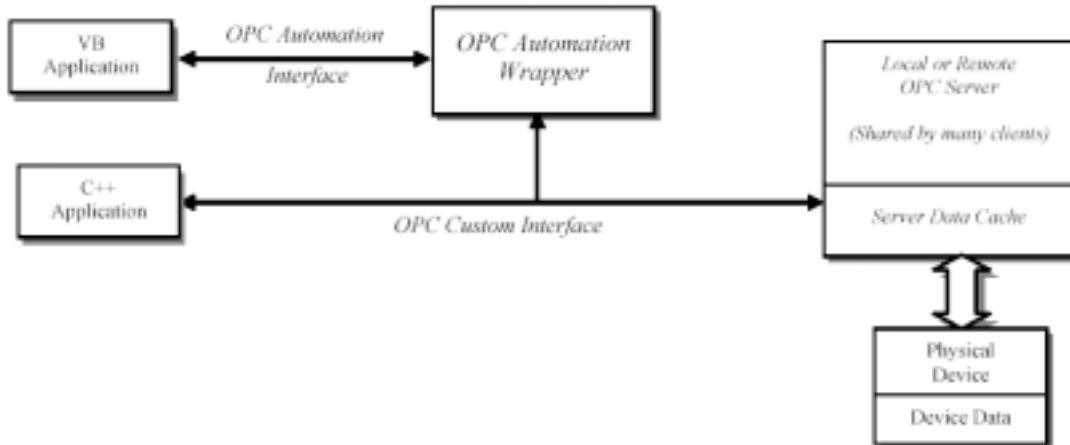 VB
Application
OPC Automation
Interface
OPC Automation
Wrapper
Local or Remote
OPC Server
(Shared by many clients)
C++
Application
OPC Custom Interface
Server Data Cache
Physical
Device
Device Data